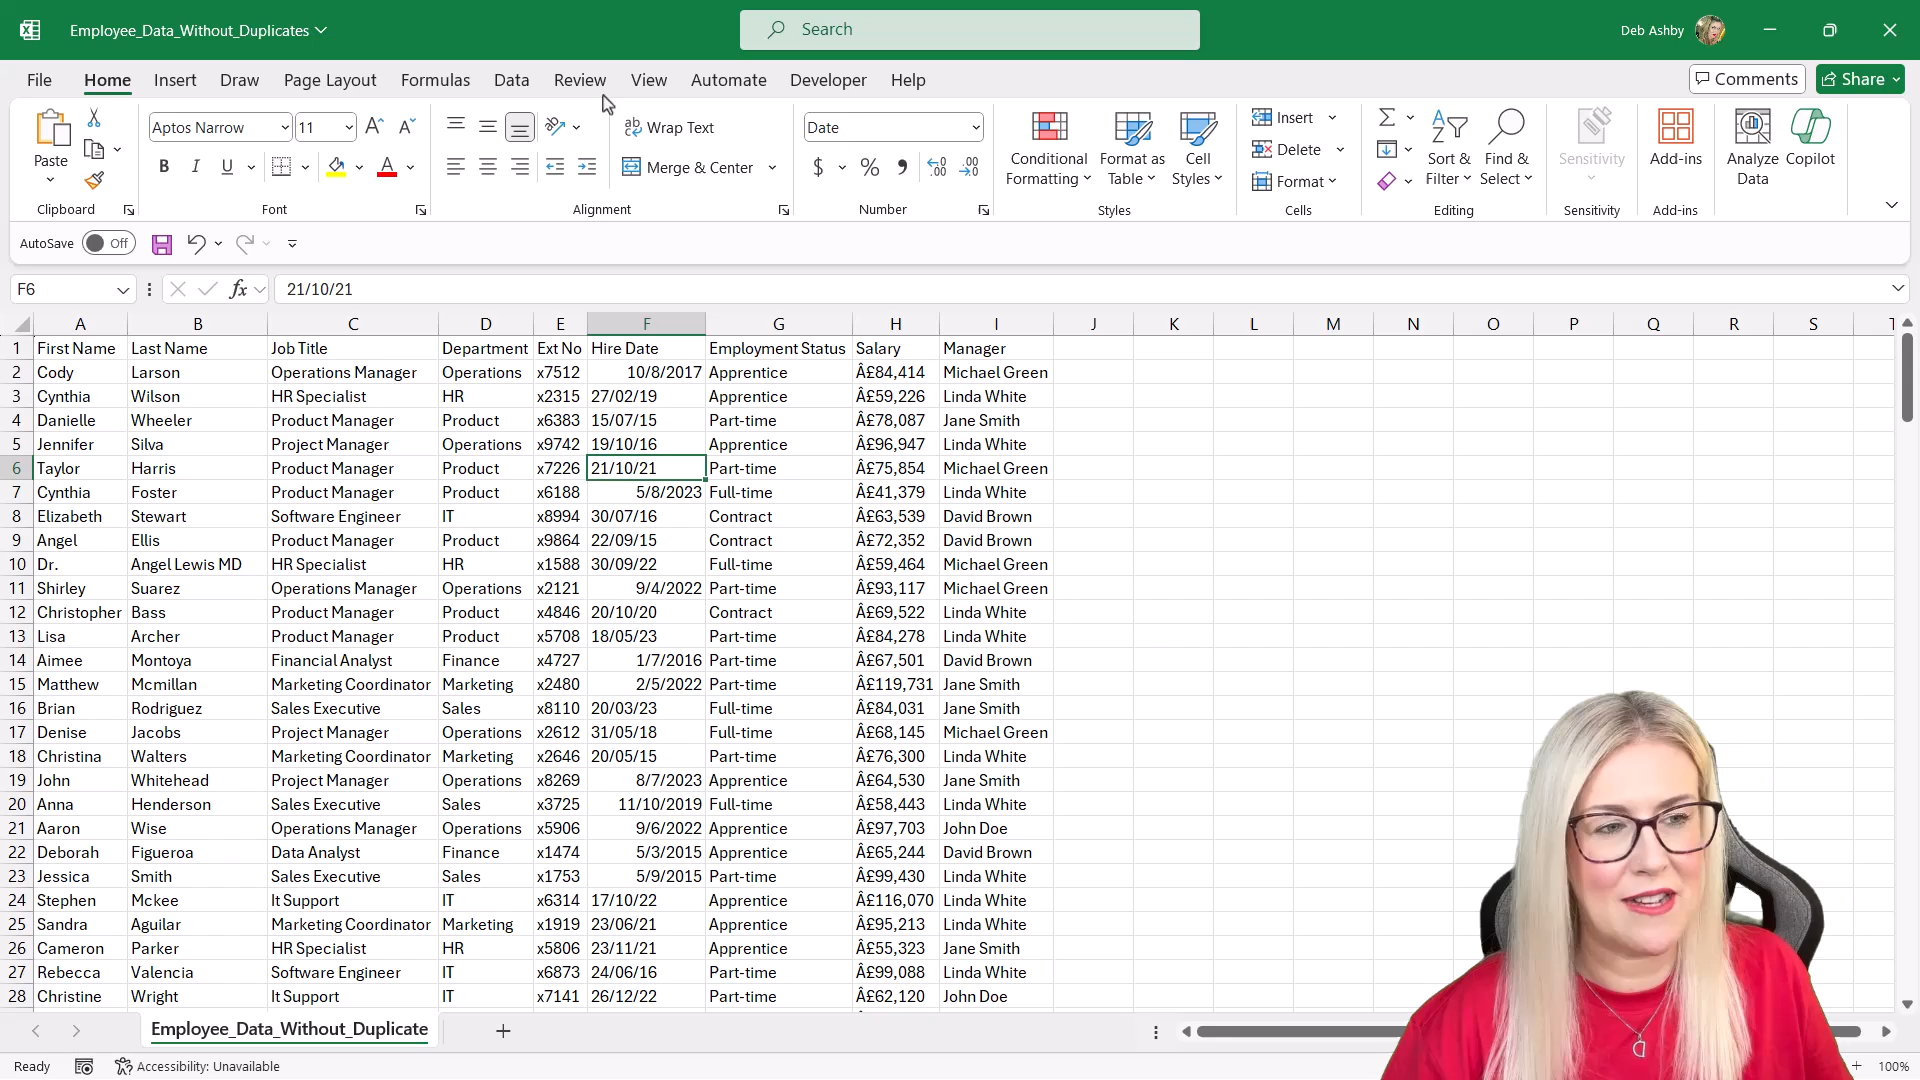 Employee_Data_Without_Duplicates
Search
Deb Ashby
File Home Insert Draw Page Layout Formulas Data Review View Automate Developer Help
Comments Share
Paste
Aptos Narrow 11
B I U A
Wrap Text
Merge & Center
Date
$ % ,
Conditional Formatting
Format as Table
Cell Styles
Insert
Delete
Format
Sort & Filter
Find & Select
Sensitivity
Add-ins
Analyze Data
Copilot
Clipboard Font Alignment Number Styles Cells Editing Sensitivity Add-ins
AutoSave Off
F6 fx 21/10/21
A B C D E F G H I J K L M N O P Q R S T
1 First Name Last Name Job Title Department Ext No Hire Date Employment Status Salary Manager
2 Cody Larson Operations Manager Operations x7512 10/8/2017 Apprentice Â£84,414 Michael Green
3 Cynthia Wilson HR Specialist HR x2315 27/02/19 Apprentice Â£59,226 Linda White
4 Danielle Wheeler Product Manager Product x6383 15/07/15 Part-time Â£78,087 Jane Smith
5 Jennifer Silva Project Manager Operations x9742 19/10/16 Apprentice Â£96,947 Linda White
6 Taylor Harris Product Manager Product x7226 21/10/21 Part-time Â£75,854 Michael Green
7 Cynthia Foster Product Manager Product x6188 5/8/2023 Full-time Â£41,379 Linda White
8 Elizabeth Stewart Software Engineer IT x8994 30/07/16 Contract Â£63,539 David Brown
9 Angel Ellis Product Manager Product x9864 22/09/15 Contract Â£72,352 David Brown
10 Dr. Angel Lewis MD HR Specialist HR x1588 30/09/22 Full-time Â£59,464 Michael Green
11 Shirley Suarez Operations Manager Operations x2121 9/4/2022 Part-time Â£93,117 Michael Green
12 Christopher Bass Product Manager Product x4846 20/10/20 Contract Â£69,522 Linda White
13 Lisa Archer Product Manager Product x5708 18/05/23 Part-time Â£84,278 Linda White
14 Aimee Montoya Financial Analyst Finance x4727 1/7/2016 Part-time Â£67,501 David Brown
15 Matthew Mcmillan Marketing Coordinator Marketing x2480 2/5/2022 Part-time Â£119,731 Jane Smith
16 Brian Rodriguez Sales Executive Sales x8110 20/03/23 Full-time Â£84,031 Jane Smith
17 Denise Jacobs Project Manager Operations x2612 31/05/18 Full-time Â£68,145 Michael Green
18 Christina Walters Marketing Coordinator Marketing x2646 20/05/15 Part-time Â£76,300 Linda White
19 John Whitehead Project Manager Operations x8269 8/7/2023 Apprentice Â£64,530 Jane Smith
20 Anna Henderson Sales Executive Sales x3725 11/10/2019 Full-time Â£58,443 Linda White
21 Aaron Wise Operations Manager Operations x5906 9/6/2022 Apprentice Â£97,703 John Doe
22 Deborah Figueroa Data Analyst Finance x1474 5/3/2015 Apprentice Â£65,244 David Brown
23 Jessica Smith Sales Executive Sales x1753 5/9/2015 Part-time Â£99,430 Linda White
24 Stephen Mckee It Support IT x6314 17/10/22 Apprentice Â£116,070 Linda White
25 Sandra Aguilar Marketing Coordinator Marketing x1919 23/06/21 Apprentice Â£95,213 Linda White
26 Cameron Parker HR Specialist HR x5806 23/11/21 Apprentice Â£55,323 Jane Smith
27 Rebecca Valencia Software Engineer IT x6873 24/06/16 Part-time Â£99,088 Linda White
28 Christine Wright It Support IT x7141 26/12/22 Part-time Â£62,120 John Doe
Employee_Data_Without_Duplicate
Ready Accessibility: Unavailable 100%